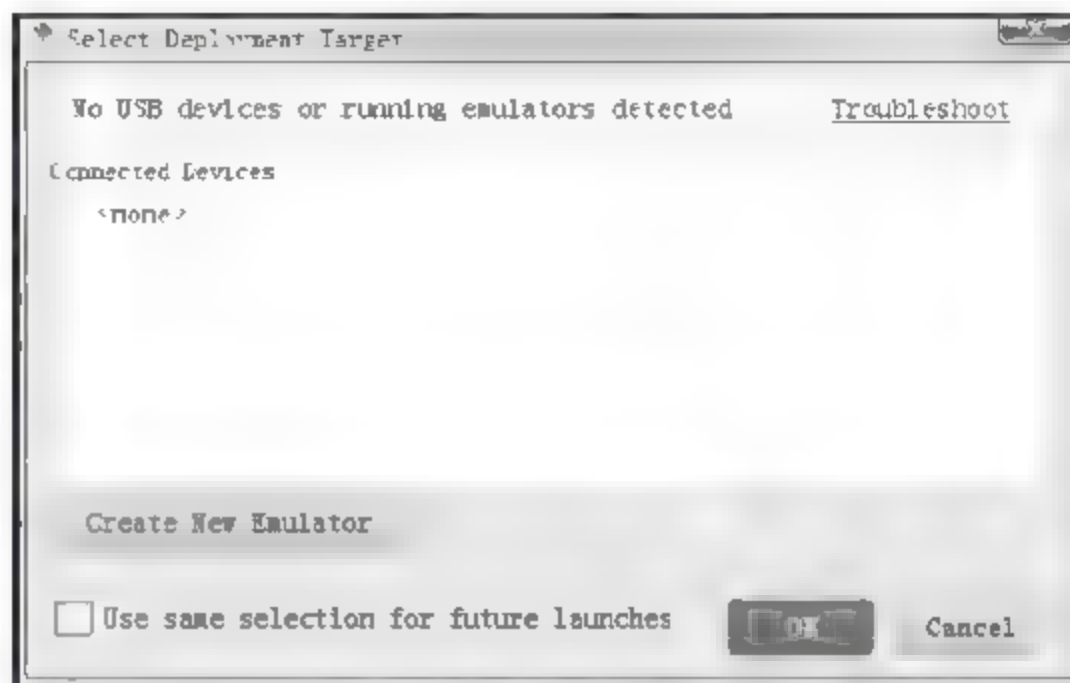 Select Deployment Target
No USB devices or running emulators detected Troubleshoot
Connected Devices
<none>
Create New Emulator
Use same selection for future launches OK Cancel